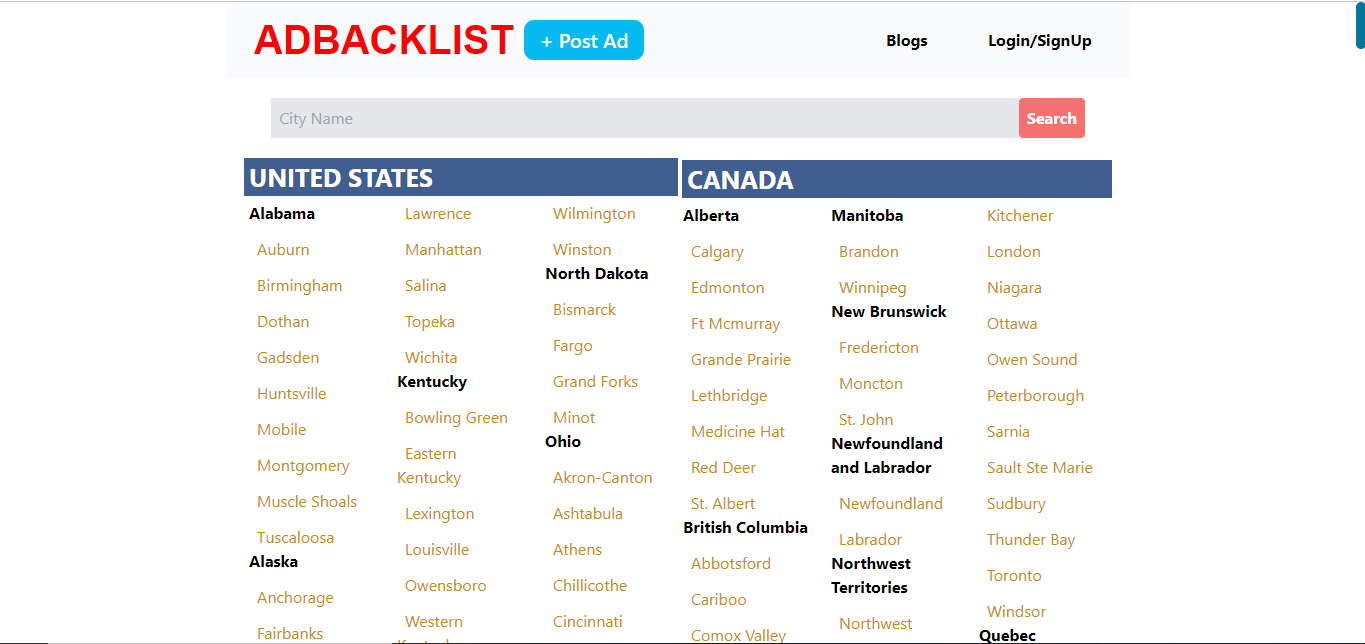 ADBACKLIST
+ Post Ad
Blogs
Login/SignUp
City Name
Search
UNITED STATES
Alabama
Auburn
Birmingham
Dothan
Gadsden
Huntsville
Mobile
Montgomery
Muscle Shoals
Tuscaloosa
Alaska
Anchorage
Fairbanks
Lawrence
Manhattan
Salina
Topeka
Wichita
Kentucky
Bowling Green
Eastern
Kentucky
Lexington
Louisville
Owensboro
Western
Wilmington
Winston
North Dakota
Bismarck
Fargo
Grand Forks
Minot
Ohio
Akron-Canton
Ashtabula
Athens
Chillicothe
Cincinnati
CANADA
Alberta
Calgary
Edmonton
Ft Mcmurray
Grande Prairie
Lethbridge
Medicine Hat
Red Deer
St. Albert
British Columbia
Abbotsford
Cariboo
Comox Valley
Manitoba
Brandon
Winnipeg
New Brunswick
Fredericton
Moncton
St. John
Newfoundland
and Labrador
Newfoundland
Labrador
Northwest
Territories
Northwest
Kitchener
London
Niagara
Ottawa
Owen Sound
Peterborough
Sarnia
Sault Ste Marie
Sudbury
Thunder Bay
Toronto
Windsor
Quebec